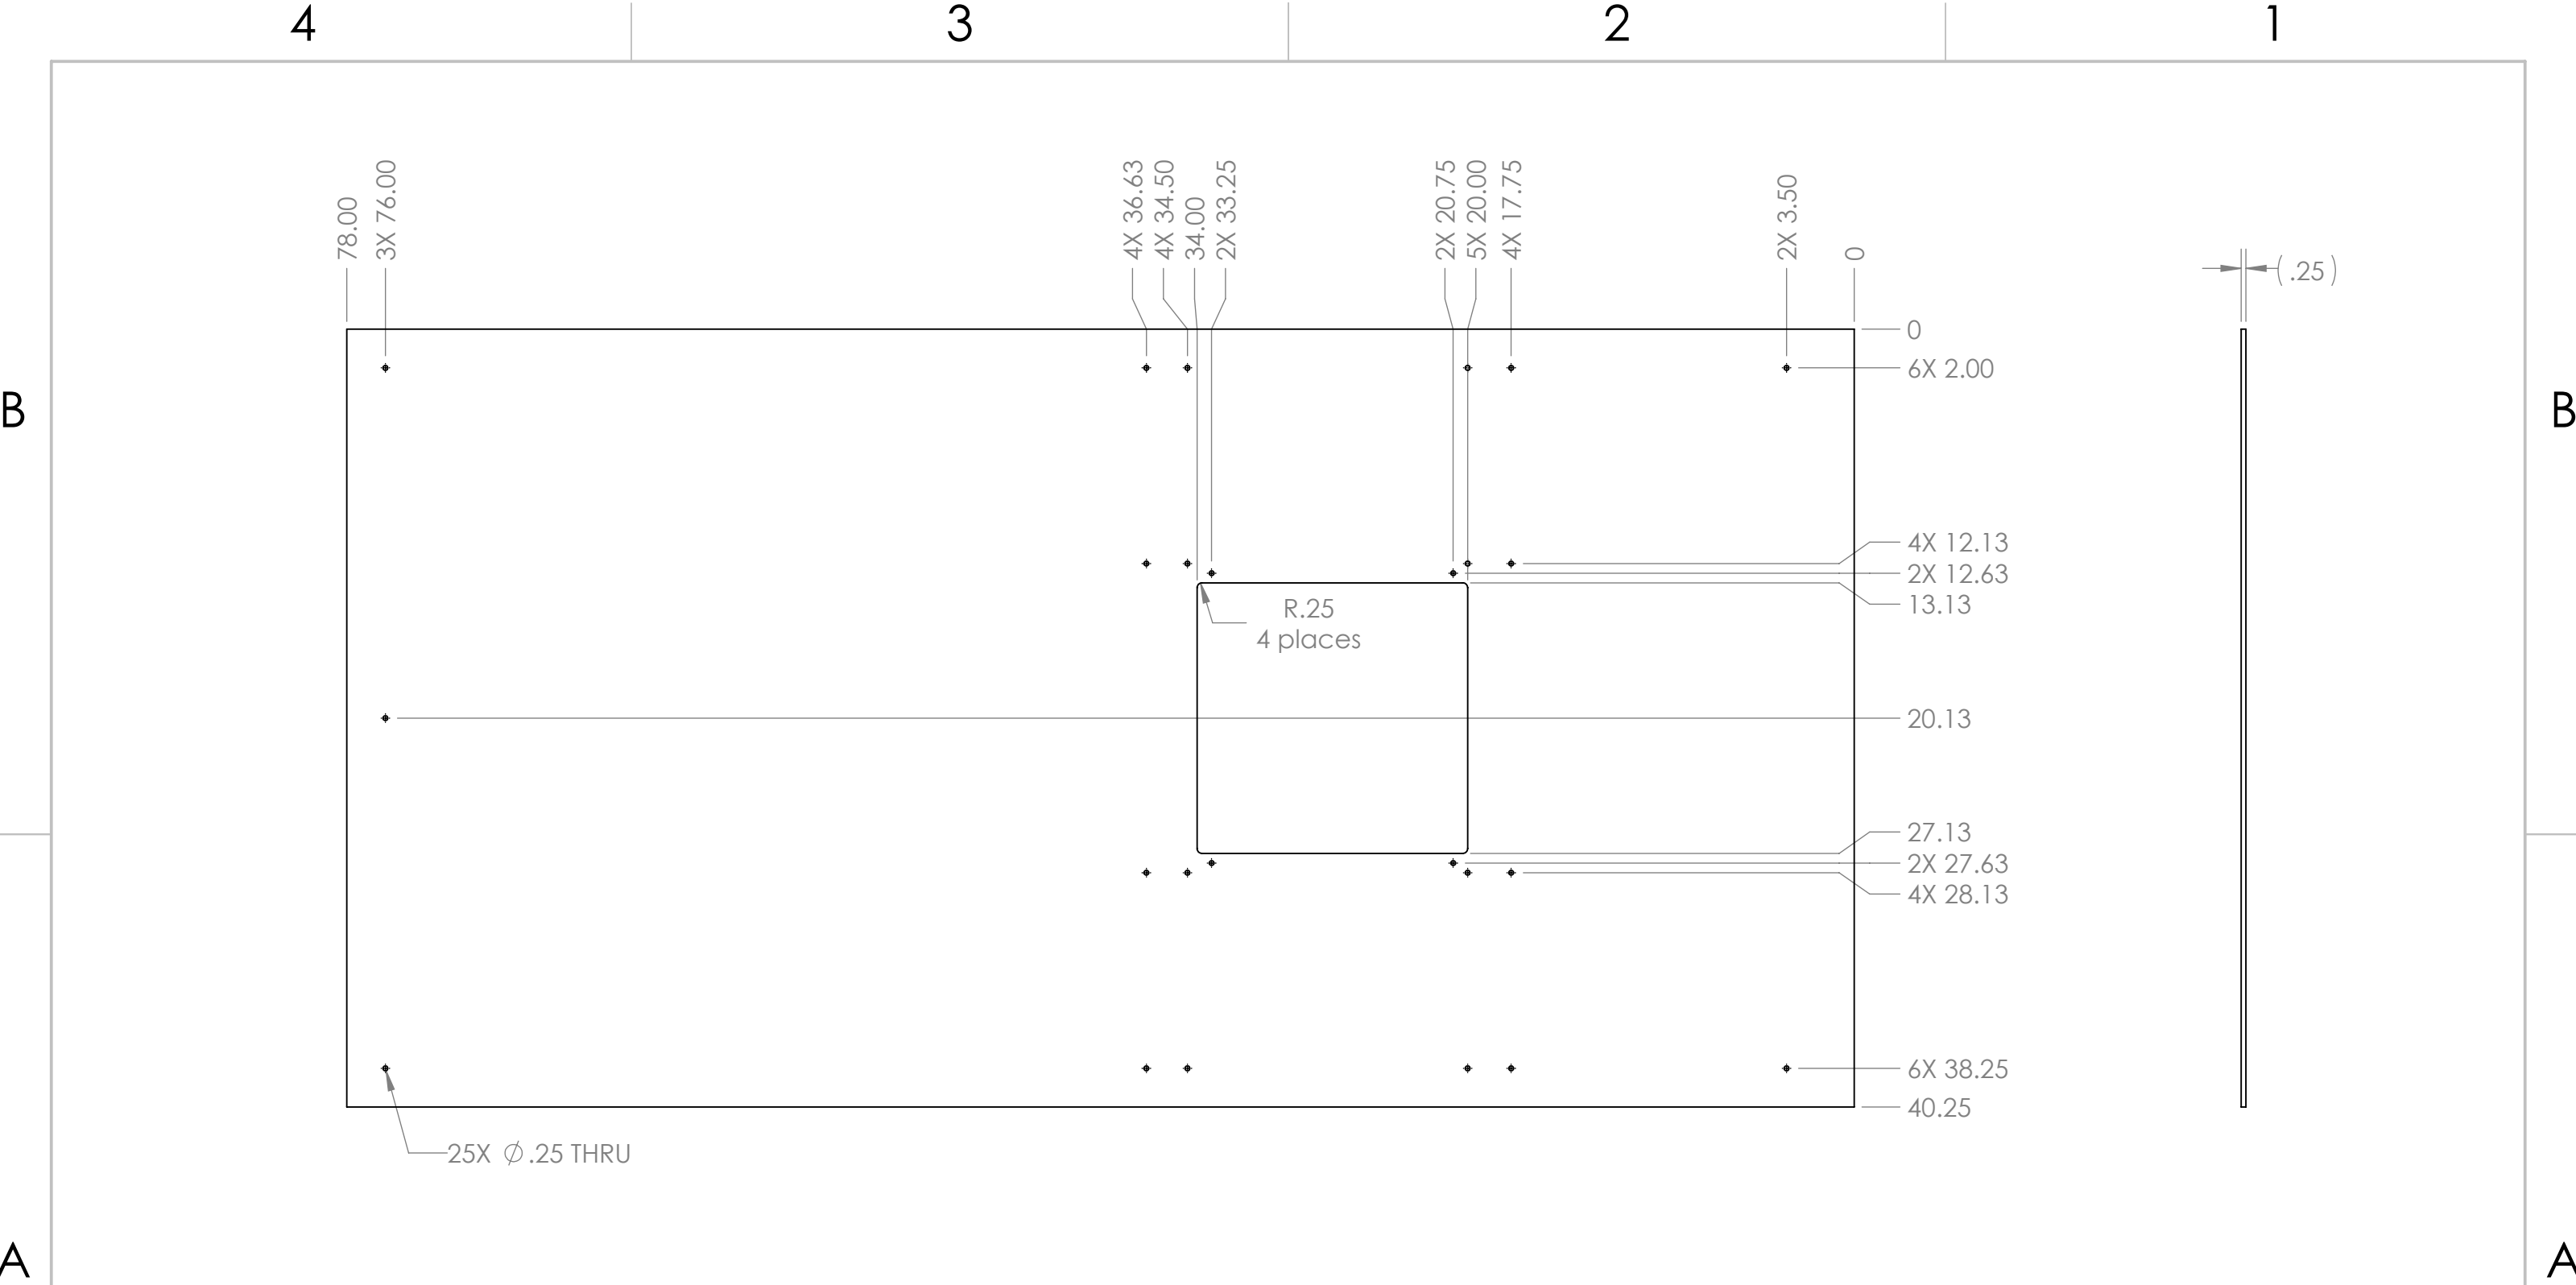 4 3 2 1
78.00
3X 76.00
4X 36.63
4X 34.50
34.00
2X 33.25
2X 20.75
5X 20.00
4X 17.75
2X 3.50
0
( .25 )
0
6X 2.00
B B
4X 12.13
2X 12.63
13.13
R.25
4 places
20.13
27.13
2X 27.63
4X 28.13
6X 38.25
40.25
25X ∅ .25 THRU
A A